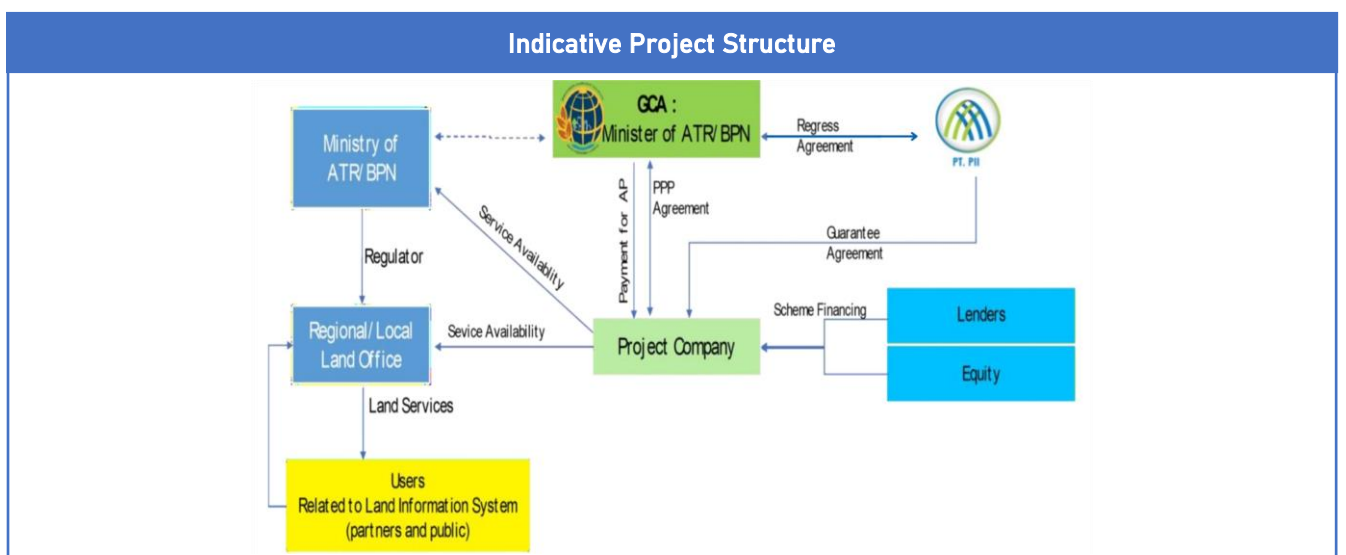 Indicative Project Structure
GCA :
Minister of ATR/BPN
Ministry of
ATR/BPN
Regress
Agreement
PT. PII
Payment for AP
PPP
Agreement
Service Availablity
Guarantee
Agreement
Regulator
Scheme Financing
Lenders
Regional/Local
Land Office
Sevice Availability
Project Company
Equity
Land Services
Users
Related to Land Information System
(partners and public)